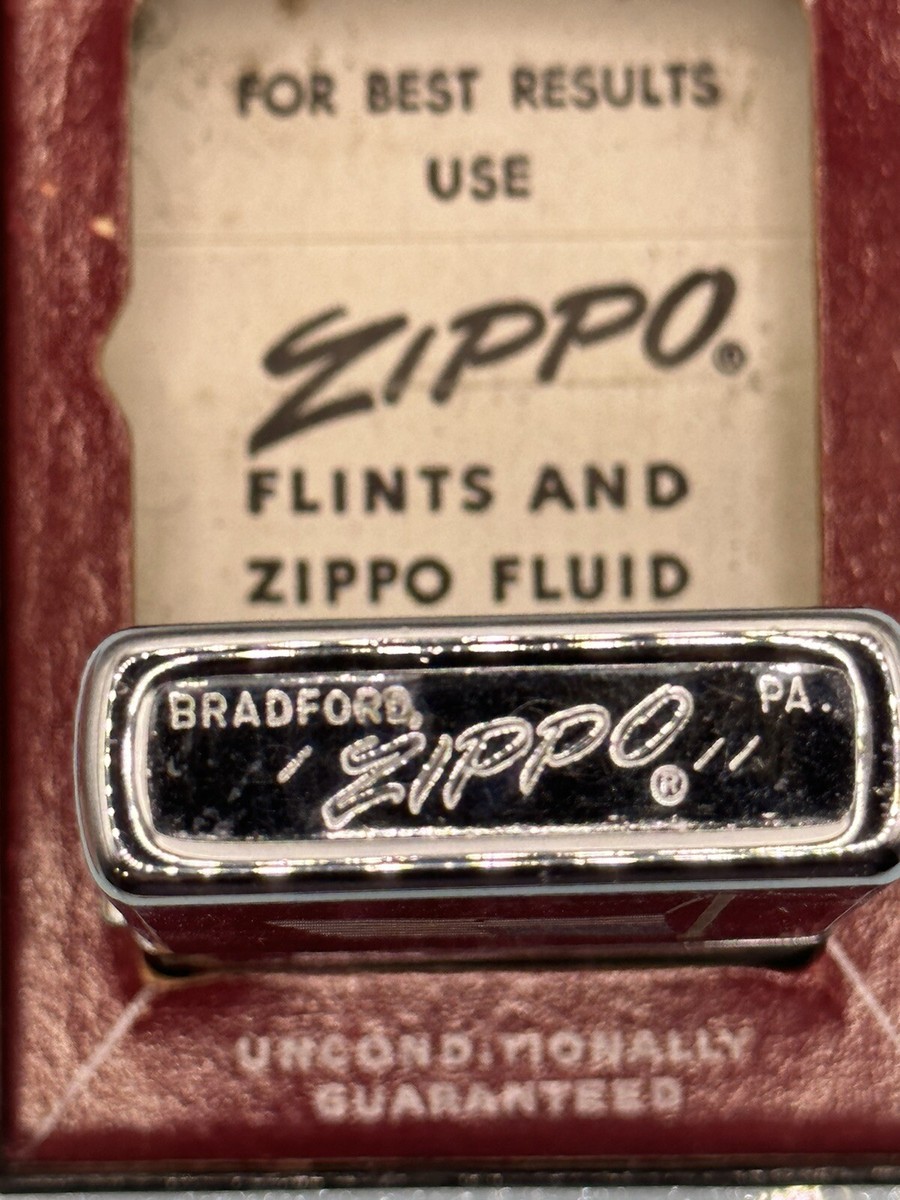 FOR BEST RESULTS
USE
ZIPPO®
FLINTS AND
ZIPPO FLUID
BRADFORD, PA.
/ ZIPPO ® //
UNCONDITIONALLY
GUARANTEED